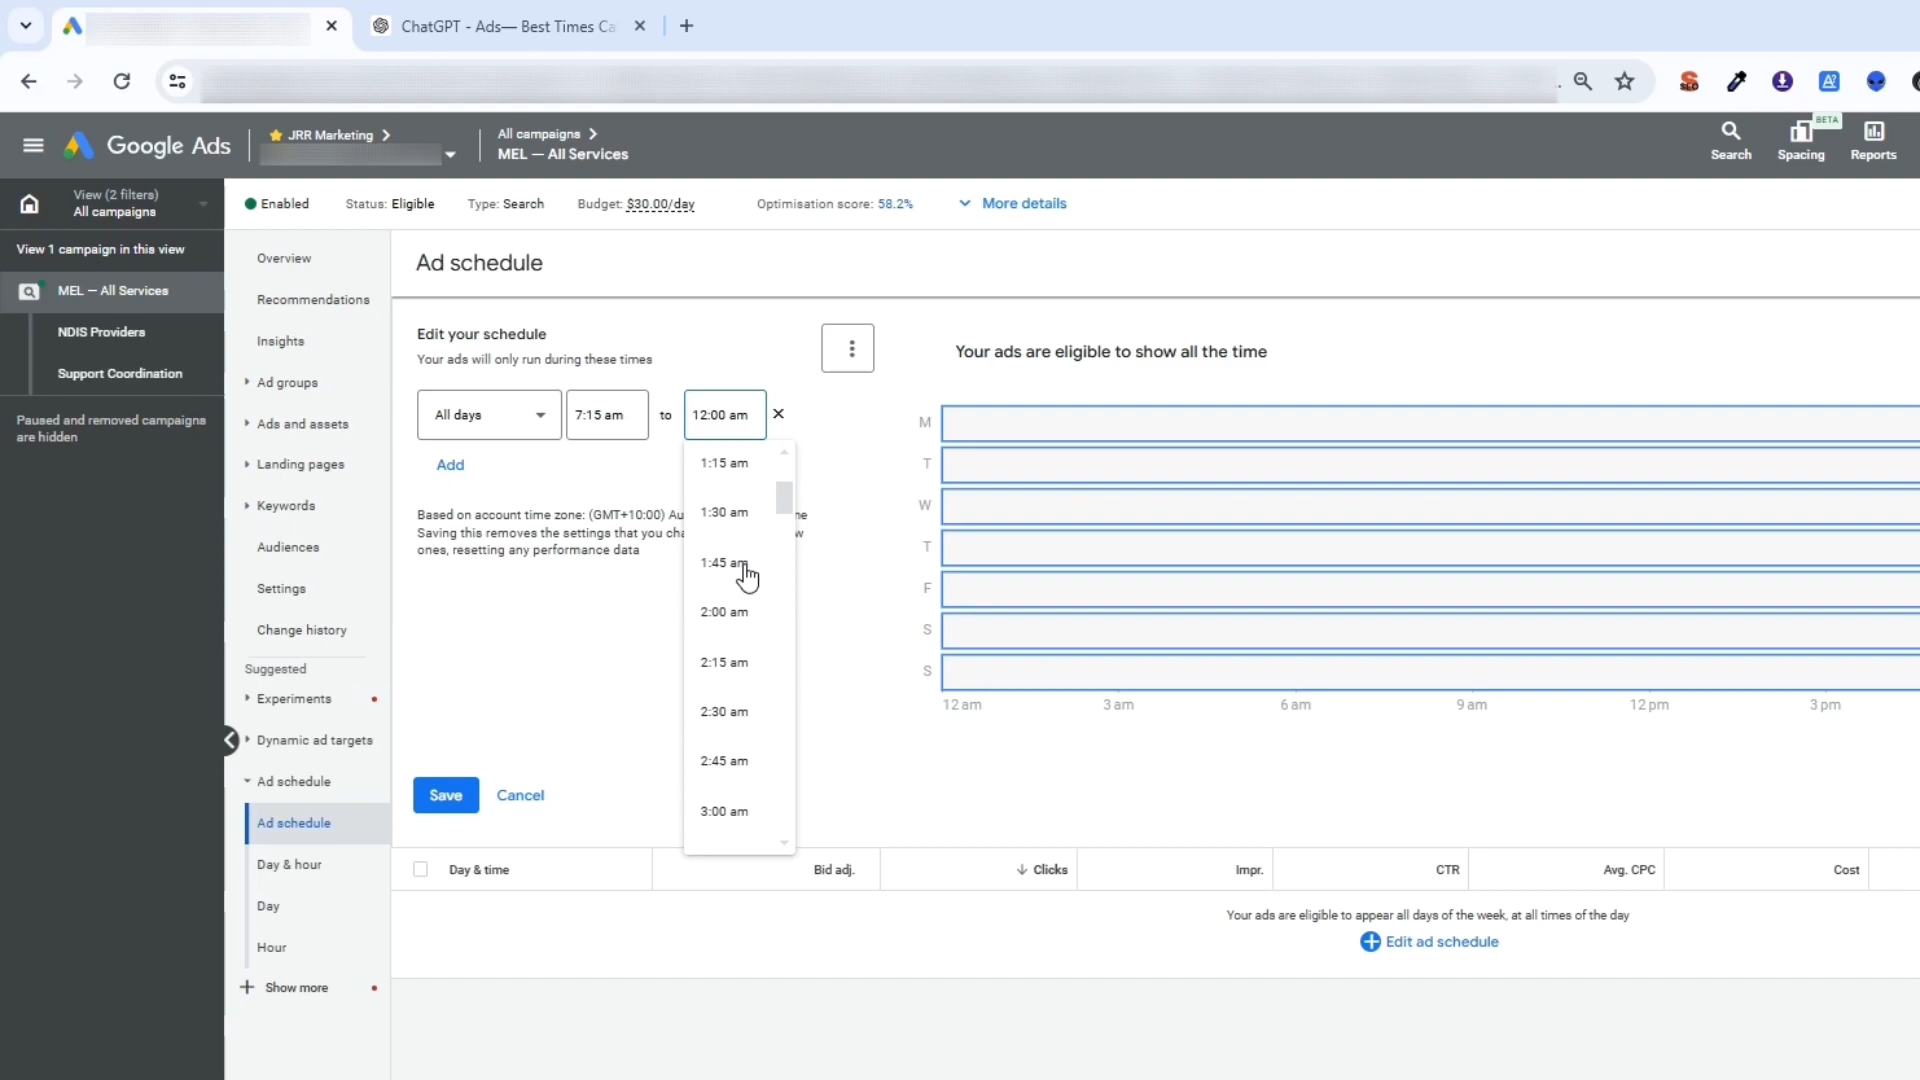 ChatGPT - Ads— Best Times Ca
Google Ads
JRR Marketing
All campaigns
MEL — All Services
BETA
Search
Spacing
Reports
View (2 filters)
All campaigns
Enabled
Status: Eligible
Type: Search
Budget: $30.00/day
Optimisation score: 58.2%
More details
View 1 campaign in this view
MEL — All Services
NDIS Providers
Support Coordination
Paused and removed campaigns
are hidden
Overview
Recommendations
Insights
Ad groups
Ads and assets
Landing pages
Keywords
Audiences
Settings
Change history
Suggested
Experiments
Dynamic ad targets
Ad schedule
Ad schedule
Day & hour
Day
Hour
Show more
Ad schedule
Edit your schedule
Your ads will only run during these times
All days
7:15 am
to
12:00 am
Add
Based on account time zone: (GMT+10:00) Au
ne
Saving this removes the settings that you cha
w
ones, resetting any performance data
1:15 am
1:30 am
1:45 am
2:00 am
2:15 am
2:30 am
2:45 am
3:00 am
Save
Cancel
Your ads are eligible to show all the time
M
T
W
T
F
S
S
12 am
3 am
6 am
9 am
12 pm
3 pm
Day & time
Bid adj.
Clicks
Impr.
CTR
Avg. CPC
Cost
Your ads are eligible to appear all days of the week, at all times of the day
Edit ad schedule